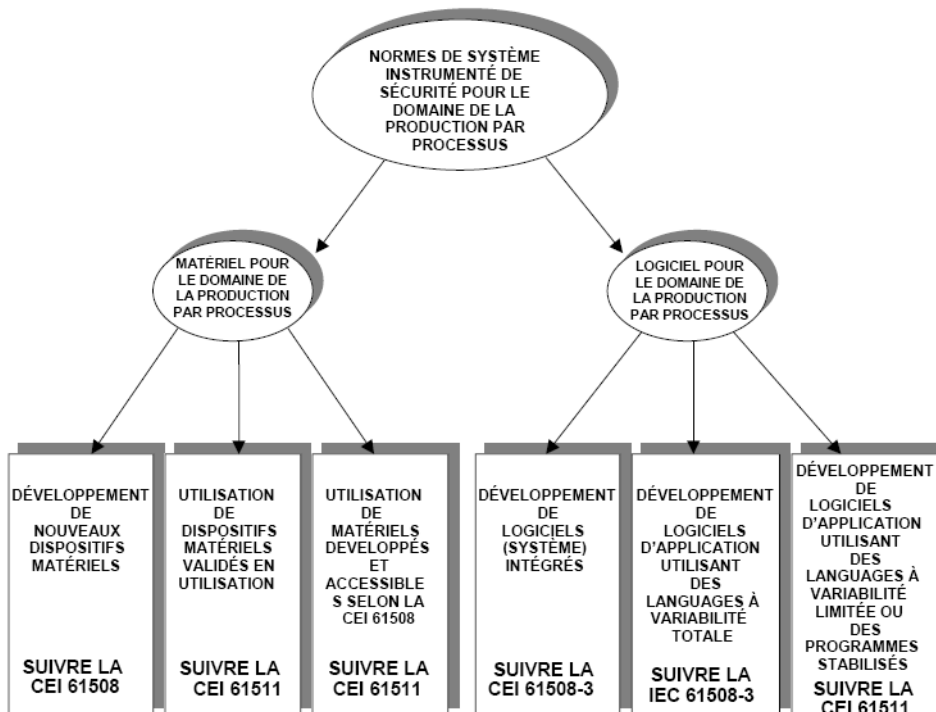 NORMES DE SYSTÈME
INSTRUMENTÉ DE
SÉCURITÉ POUR LE
DOMAINE DE LA
PRODUCTION PAR
PROCESSUS
MATÉRIEL POUR
LE DOMAINE DE
LA PRODUCTION
PAR PROCESSUS
LOGICIEL POUR
LE DOMAINE DE
LA PRODUCTION
PAR PROCESSUS
DÉVELOPPEMENT
DE
NOUVEAUX
DISPOSITIFS
MATÉRIELS
SUIVRE LA
CEI 61508
UTILISATION
DE
DISPOSITIFS
MATÉRIELS
VALIDÉS EN
UTILISATION
SUIVRE LA
CEI 61511
UTILISATION
DE
MATÉRIELS
DEVELOPPÉS
ET
ACCESSIBLE
S SELON LA
CEI 61508
SUIVRE LA
CEI 61511
DÉVELOPPEMENT
DE
LOGICIELS
(SYSTÈME)
INTÉGRÉS
SUIVRE LA
CEI 61508-3
DÉVELOPPEMENT
DE
LOGICIELS
D'APPLICATION
UTILISANT
DES
LANGUAGES À
VARIABILITÉ
TOTALE
SUIVRE LA
IEC 61508-3
DÉVELOPPEMENT
DE
LOGICIELS
D'APPLICATION
UTILISANT
DES
LANGUAGES À
VARIABILITÉ
LIMITÉE OU
DES
PROGRAMMES
STABILISÉS
SUIVRE LA
CEI 61511